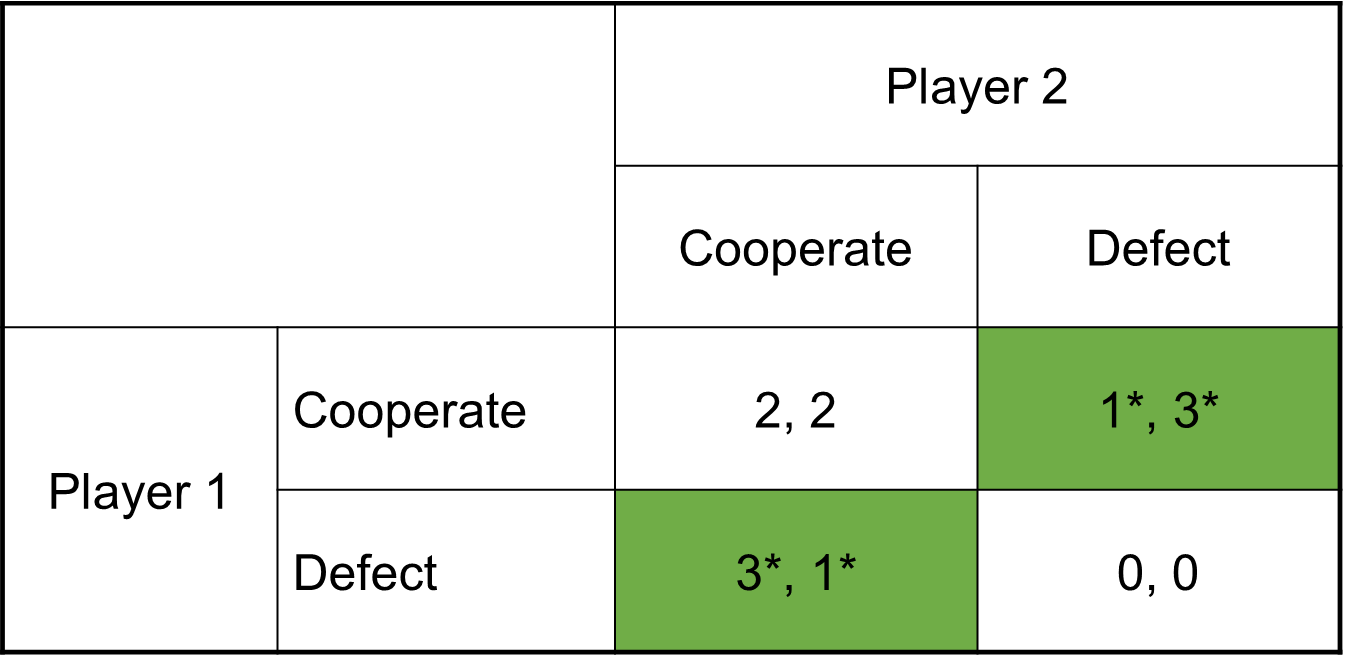 Player 2
Cooperate Defect
Player 1
Cooperate 2, 2 1*, 3*
Defect 3*, 1* 0, 0